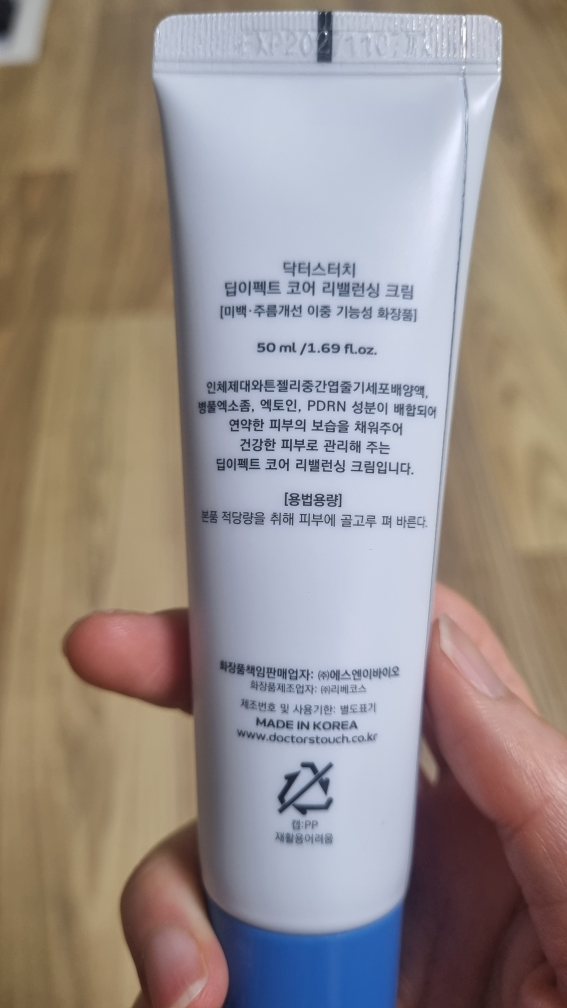 닥터스터치
딥이펙트 코어 리밸런싱 크림
[미백·주름개선 이중 기능성 화장품]
50 ml /1.69 fl.oz.
인체제대와튼젤리중간엽줄기세포배양액,
병풀엑소좀, 엑토인, PDRN 성분이 배합되어
연약한 피부의 보습을 채워주어
건강한 피부로 관리해 주는
딥이펙트 코어 리밸런싱 크림입니다.
[용법용량]
본품 적당량을 취해 피부에 골고루 펴 바른다.
화장품책임판매업자: ㈜에스엔이바이오
화장품제조업자: ㈜리베코스
제조번호 및 사용기한: 별도표기
MADE IN KOREA
www.doctorstouch.co.kr
캡:PP
재활용어려움